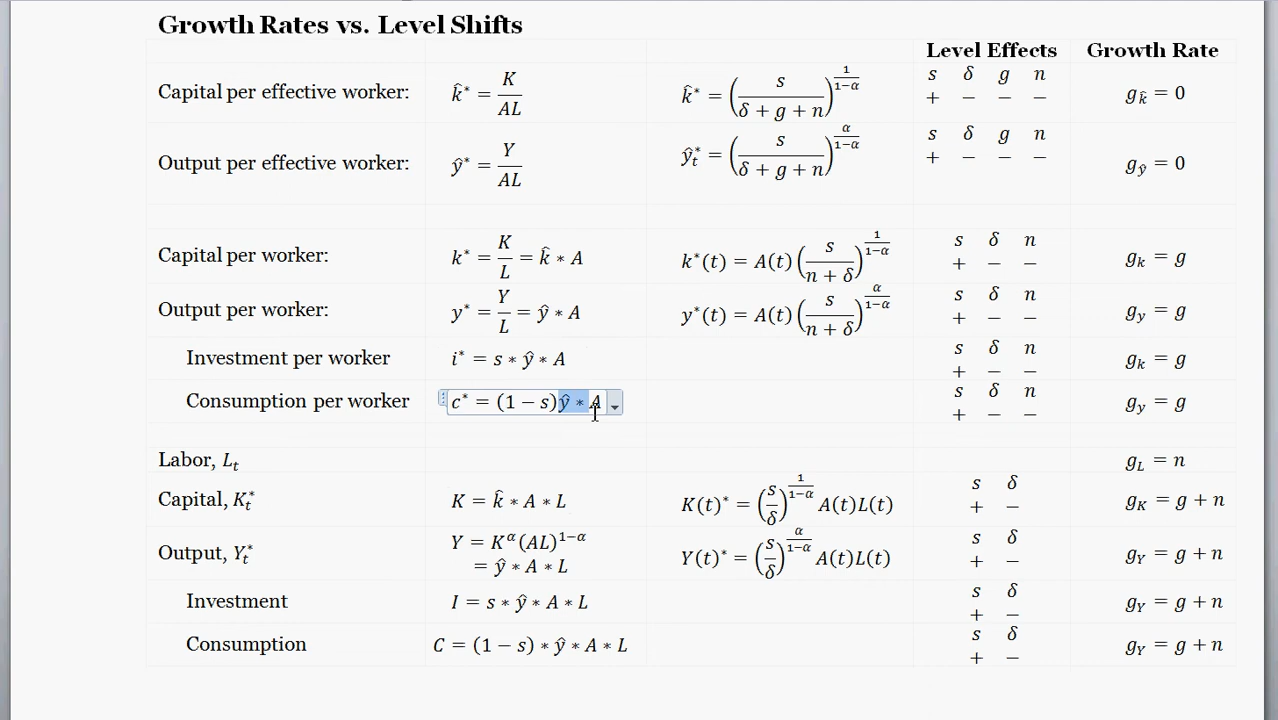 Growth Rates vs. Level Shifts
Level Effects Growth Rate
Capital per effective worker: k̂* = K/AL k̂* = (s/(δ + g + n))^(1/(1−α)) s δ g n g_k̂ = 0
+ − − −
Output per effective worker: ŷ* = Y/AL ŷ*_t = (s/(δ + g + n))^(α/(1−α)) s δ g n g_ŷ = 0
+ − − −
Capital per worker: k* = K/L = k̂ * A k*(t) = A(t)(s/(n + δ))^(1/(1−α)) s δ n g_k = g
+ − −
Output per worker: y* = Y/L = ŷ * A y*(t) = A(t)(s/(n + δ))^(α/(1−α)) s δ n g_y = g
+ − −
Investment per worker i* = s * ŷ * A s δ n g_k = g
+ − −
Consumption per worker c* = (1 − s)ŷ * A s δ n g_y = g
+ − −
Labor, L_t g_L = n
Capital, K*_t K = k̂ * A * L K(t)* = (s/δ)^(1/(1−α)) A(t)L(t) s δ g_K = g + n
+ −
Output, Y*_t Y = K^α(AL)^(1−α) Y(t)* = (s/δ)^(α/(1−α)) A(t)L(t) s δ g_Y = g + n
= ŷ * A * L + −
Investment I = s * ŷ * A * L s δ g_Y = g + n
+ −
Consumption C = (1 − s) * ŷ * A * L s δ g_Y = g + n
+ −